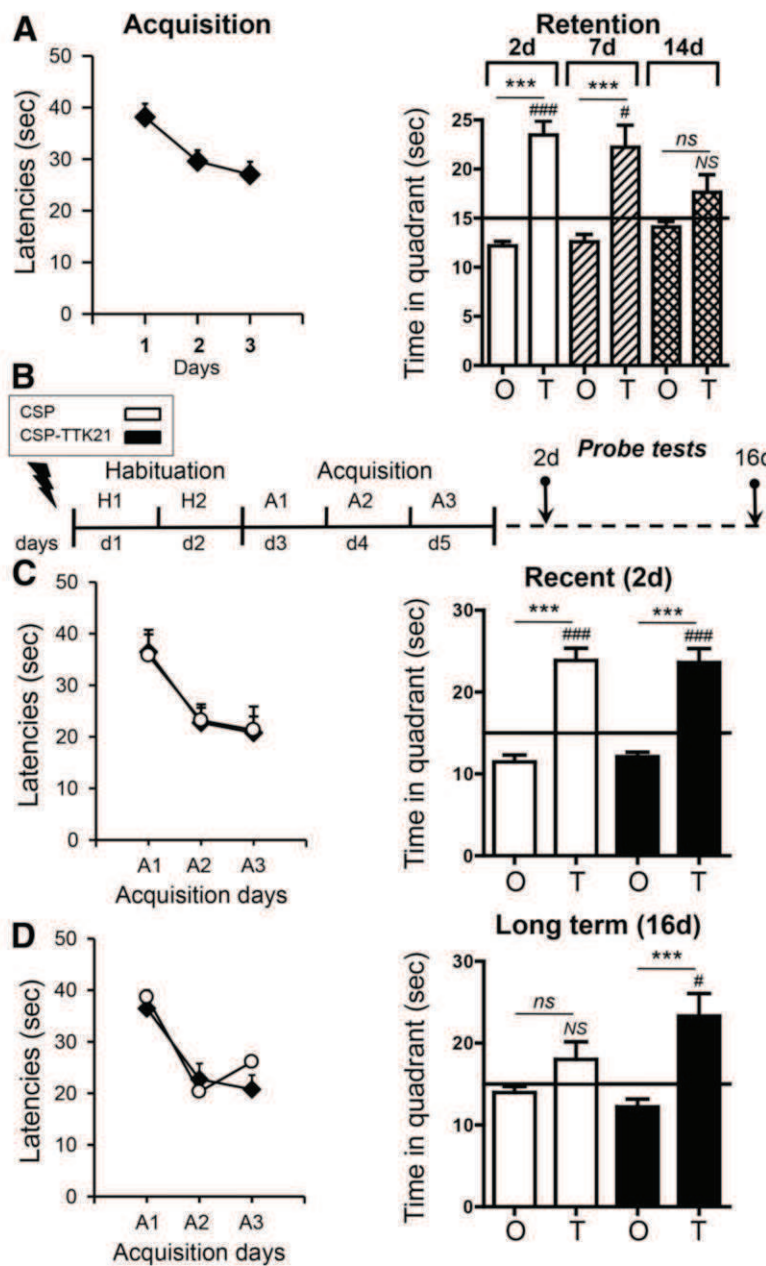 A
Acquisition
Latencies (sec)
50
40
30
20
10
0
1 2 3
Days
Retention
2d 7d 14d
*** *** ns
### # NS
Time in quadrant (sec)
25
20
15
10
5
0
O T O T O T
B
CSP
CSP-TTK21
Habituation Acquisition
H1 H2 A1 A2 A3
days d1 d2 d3 d4 d5
2d Probe tests 16d
C
Latencies (sec)
50
40
30
20
10
0
A1 A2 A3
Acquisition days
Recent (2d)
*** ***
### ###
Time in quadrant (sec)
30
20
10
0
O T O T
D
Latencies (sec)
50
40
30
20
10
0
A1 A2 A3
Acquisition days
Long term (16d)
ns ***
NS #
Time in quadrant (sec)
30
20
10
0
O T O T